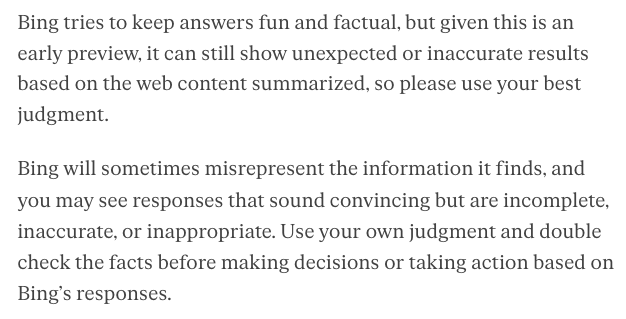 Bing tries to keep answers fun and factual, but given this is an
early preview, it can still show unexpected or inaccurate results
based on the web content summarized, so please use your best
judgment.
Bing will sometimes misrepresent the information it finds, and
you may see responses that sound convincing but are incomplete,
inaccurate, or inappropriate. Use your own judgment and double
check the facts before making decisions or taking action based on
Bing’s responses.